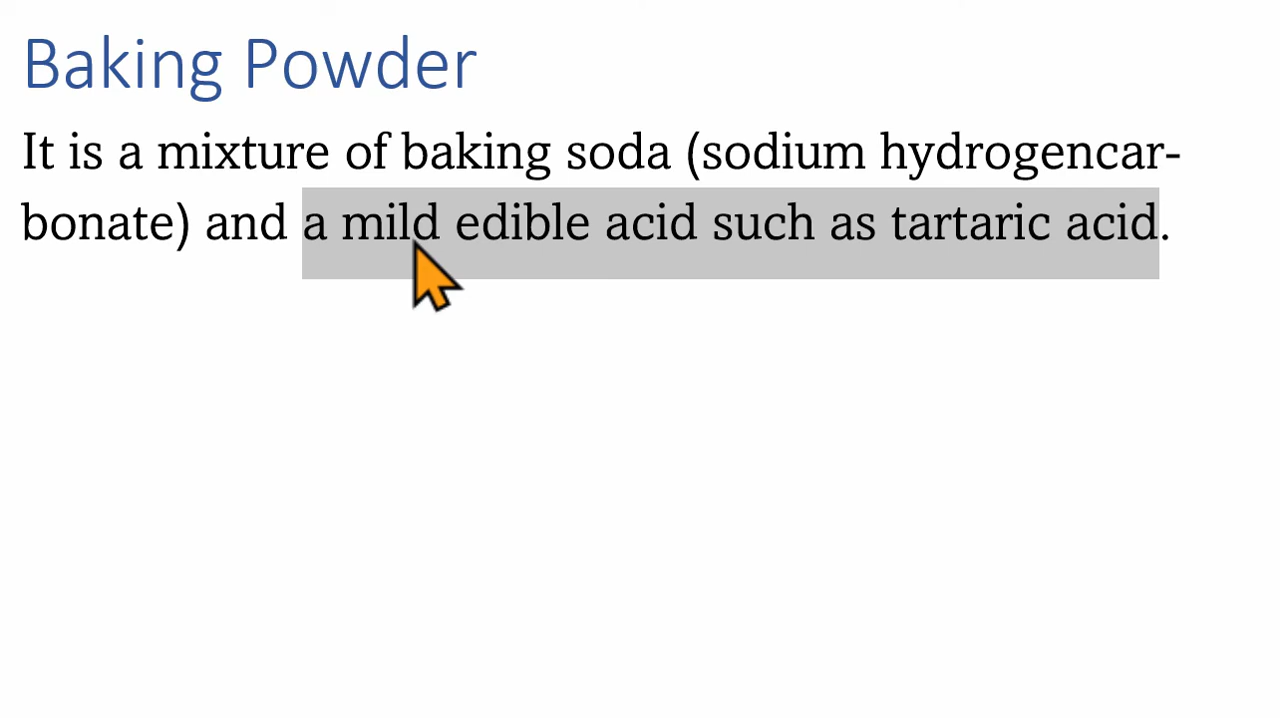 Baking Powder
It is a mixture of baking soda (sodium hydrogencar-
bonate) and a mild edible acid such as tartaric acid.